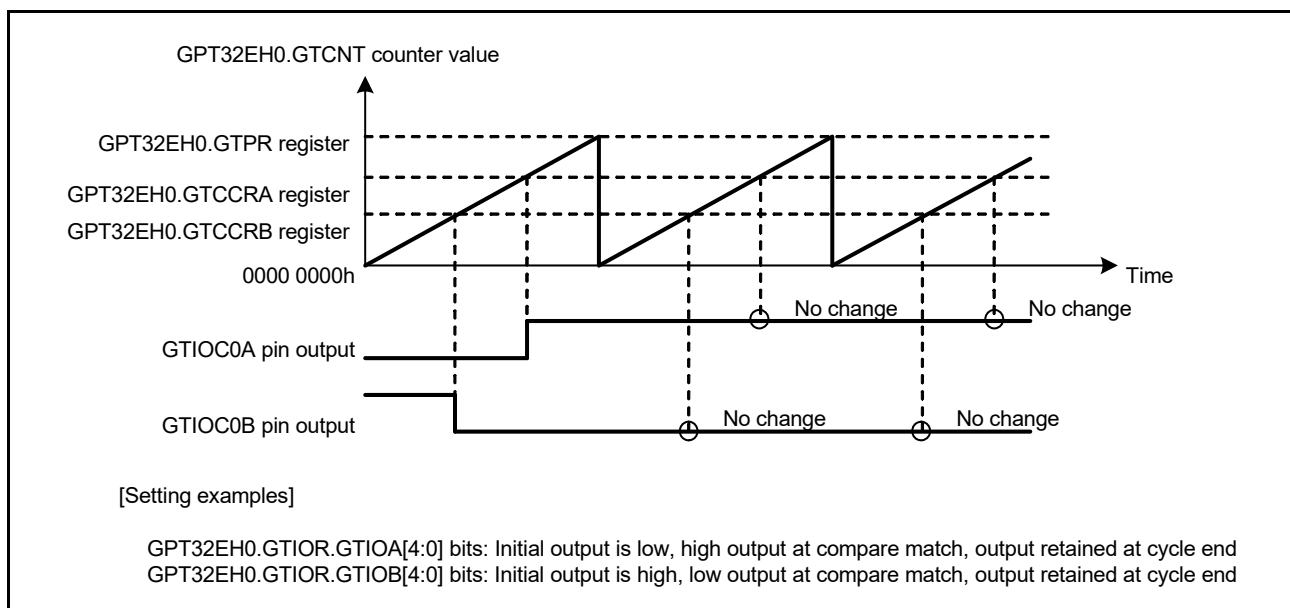 GPT32EH0.GTCNT counter value
GPT32EH0.GTPR register
GPT32EH0.GTCCRA register
GPT32EH0.GTCCRB register
0000 0000h
Time
No change
No change
GTIOC0A pin output
No change
No change
GTIOC0B pin output
[Setting examples]
GPT32EH0.GTIOR.GTIOA[4:0] bits: Initial output is low, high output at compare match, output retained at cycle end
GPT32EH0.GTIOR.GTIOB[4:0] bits: Initial output is high, low output at compare match, output retained at cycle end